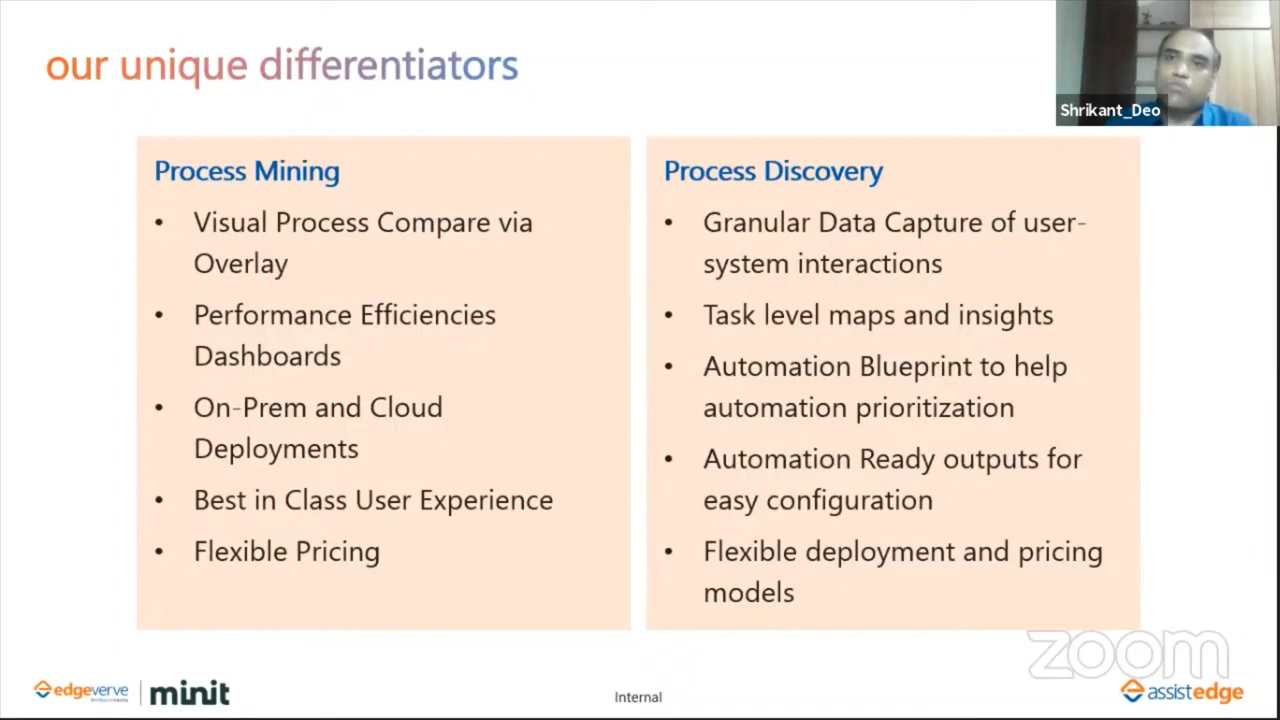 our unique differentiators
Shrikant_Deo
Process Mining
• Visual Process Compare via
Overlay
• Performance Efficiencies
Dashboards
• On-Prem and Cloud
Deployments
• Best in Class User Experience
• Flexible Pricing
Process Discovery
• Granular Data Capture of user-
system interactions
• Task level maps and insights
• Automation Blueprint to help
automation prioritization
• Automation Ready outputs for
easy configuration
• Flexible deployment and pricing
models
zoom
edgeverve
minit
Internal
assistedge